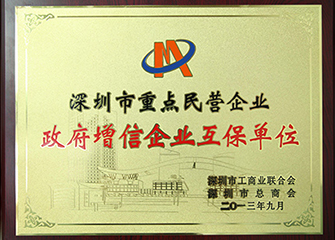 深圳市重点民营企业
政府增信企业互保单位
深圳市工商业联合会
深圳市总商会
二〇一三年九月